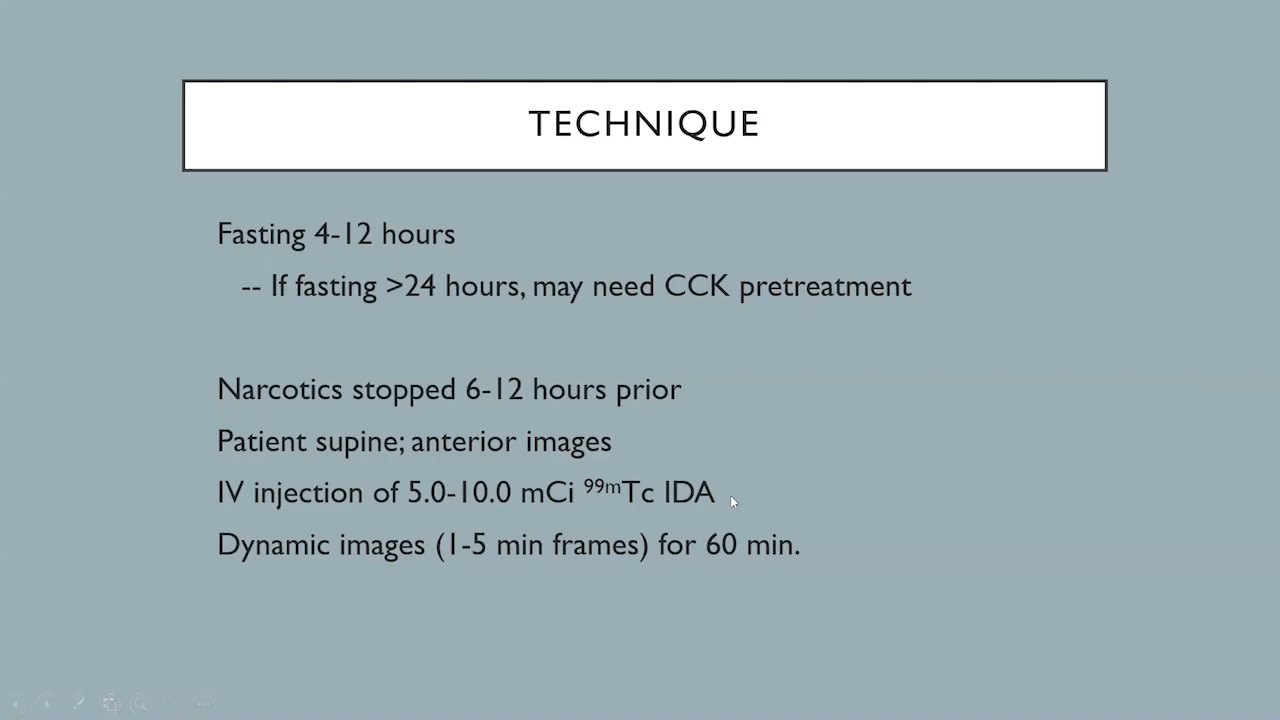 TECHNIQUE
Fasting 4-12 hours
-- If fasting >24 hours, may need CCK pretreatment
Narcotics stopped 6-12 hours prior
Patient supine; anterior images
IV injection of 5.0-10.0 mCi ⁹⁹ᵐTc IDA
Dynamic images (1-5 min frames) for 60 min.